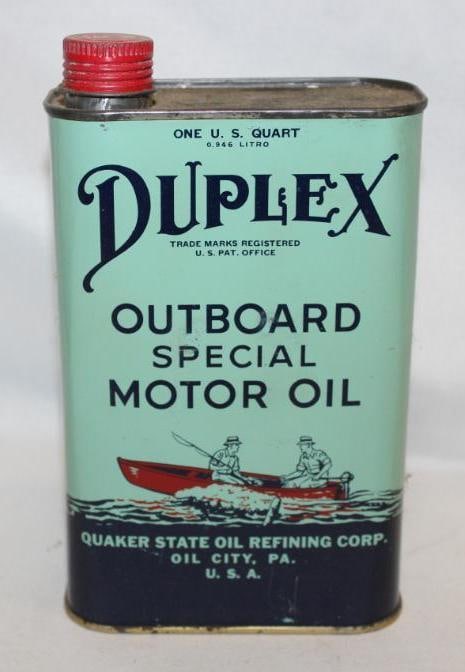 ONE U. S. QUART
0.946 LITRO
DUPLEX
TRADE MARKS REGISTERED
U. S. PAT. OFFICE
OUTBOARD
SPECIAL
MOTOR OIL
QUAKER STATE OIL REFINING CORP.
OIL CITY, PA.
U. S. A.